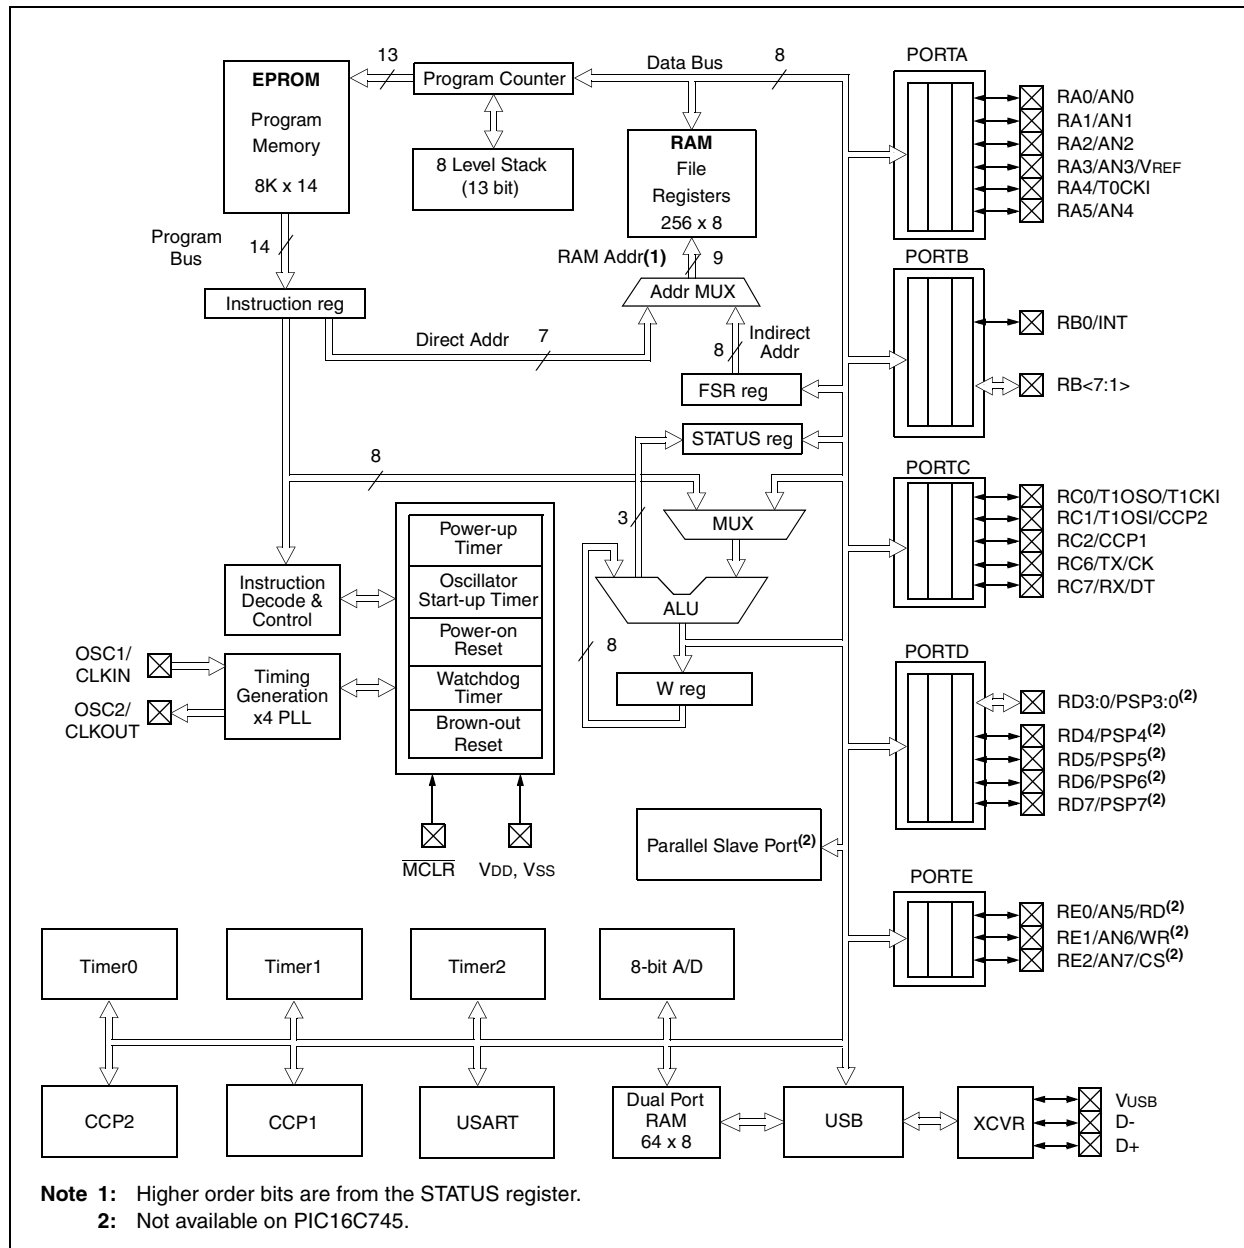 EPROM
Program
Memory
8K x 14
13
Program Counter
Data Bus
8
8 Level Stack
(13 bit)
RAM
File
Registers
256 x 8
Program
Bus
14
RAM Addr(1)
9
Addr MUX
Instruction reg
Direct Addr
7
8
Indirect
Addr
FSR reg
STATUS reg
8
3
MUX
ALU
8
W reg
Power-up
Timer
Oscillator
Start-up Timer
Power-on
Reset
Watchdog
Timer
Brown-out
Reset
Instruction
Decode &
Control
OSC1/
CLKIN
OSC2/
CLKOUT
Timing
Generation
x4 PLL
MCLR
VDD, VSS
Parallel Slave Port(2)
PORTA
RA0/AN0
RA1/AN1
RA2/AN2
RA3/AN3/VREF
RA4/T0CKI
RA5/AN4
PORTB
RB0/INT
RB<7:1>
PORTC
RC0/T1OSO/T1CKI
RC1/T1OSI/CCP2
RC2/CCP1
RC6/TX/CK
RC7/RX/DT
PORTD
RD3:0/PSP3:0(2)
RD4/PSP4(2)
RD5/PSP5(2)
RD6/PSP6(2)
RD7/PSP7(2)
PORTE
RE0/AN5/RD(2)
RE1/AN6/WR(2)
RE2/AN7/CS(2)
Timer0
Timer1
Timer2
8-bit A/D
CCP2
CCP1
USART
Dual Port
RAM
64 x 8
USB
XCVR
VUSB
D-
D+
Note 1: Higher order bits are from the STATUS register.
2: Not available on PIC16C745.